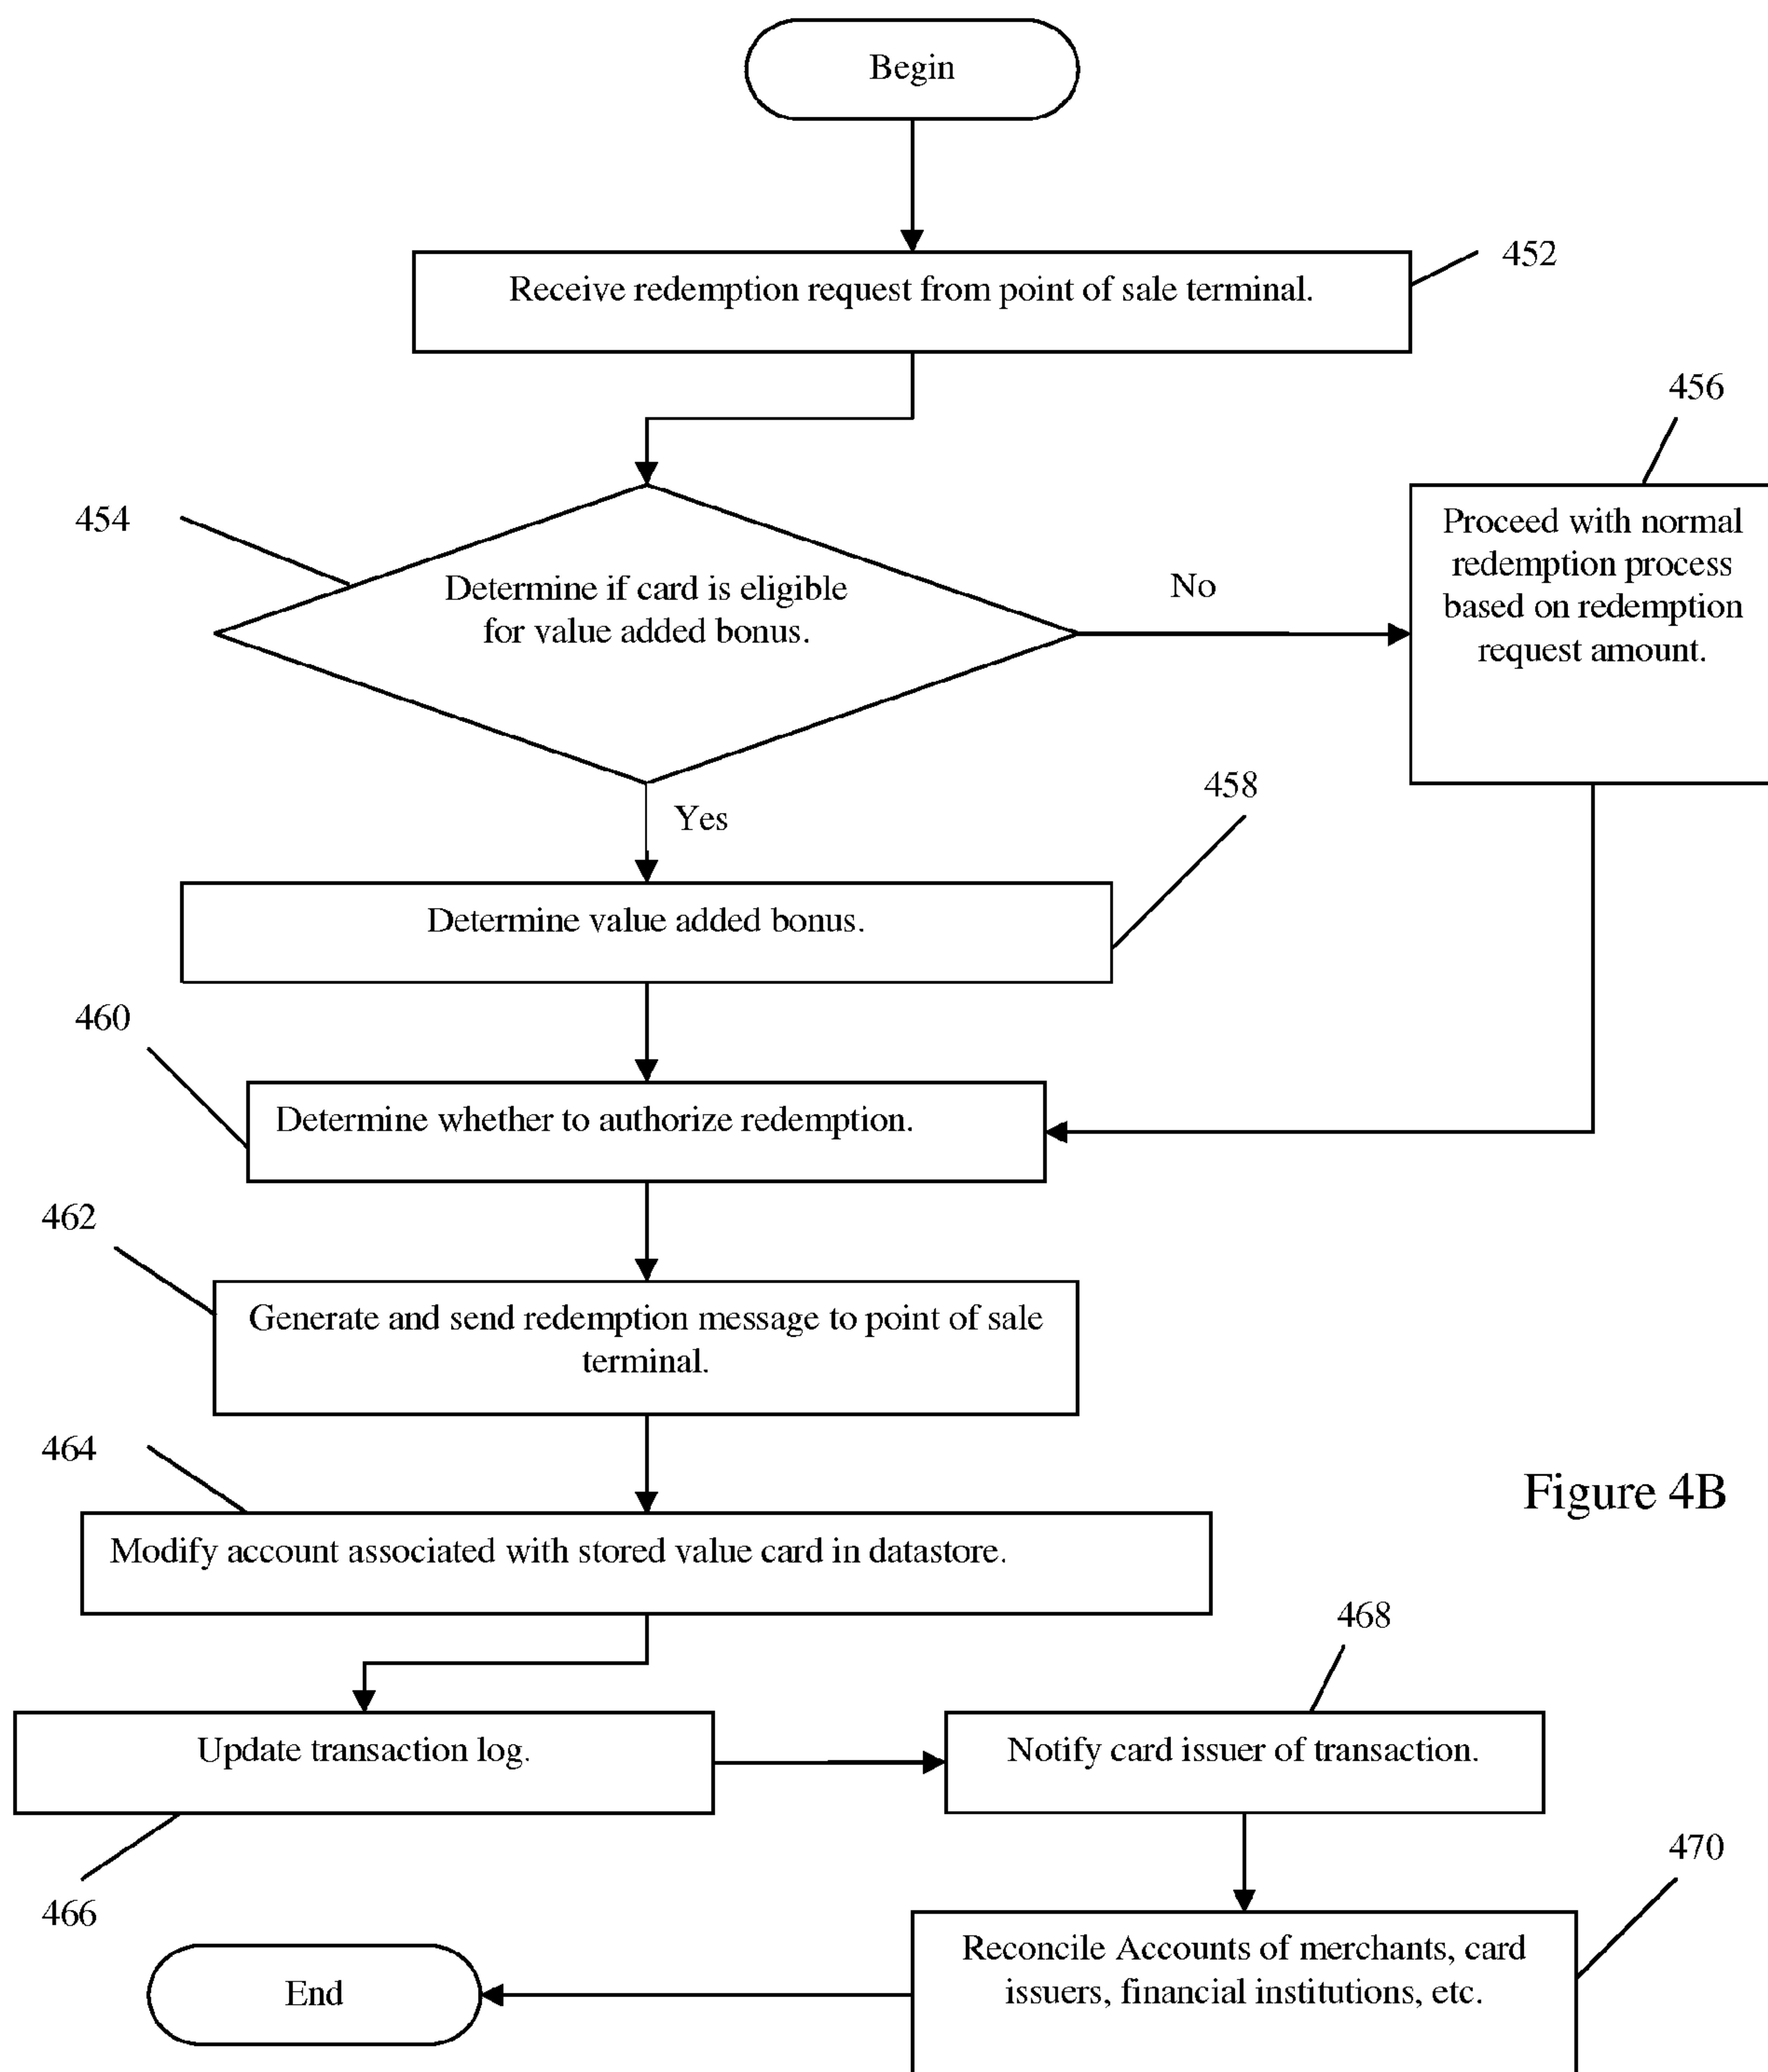 Begin
Receive redemption request from point of sale terminal.
452
456
Proceed with normal
redemption process
based on redemption
request amount.
454
Determine if card is eligible
for value added bonus.
No
Yes
458
Determine value added bonus.
460
Determine whether to authorize redemption.
462
Generate and send redemption message to point of sale
terminal.
464
Figure 4B
Modify account associated with stored value card in datastore.
468
Update transaction log.
Notify card issuer of transaction.
466
470
Reconcile Accounts of merchants, card
issuers, financial institutions, etc.
End